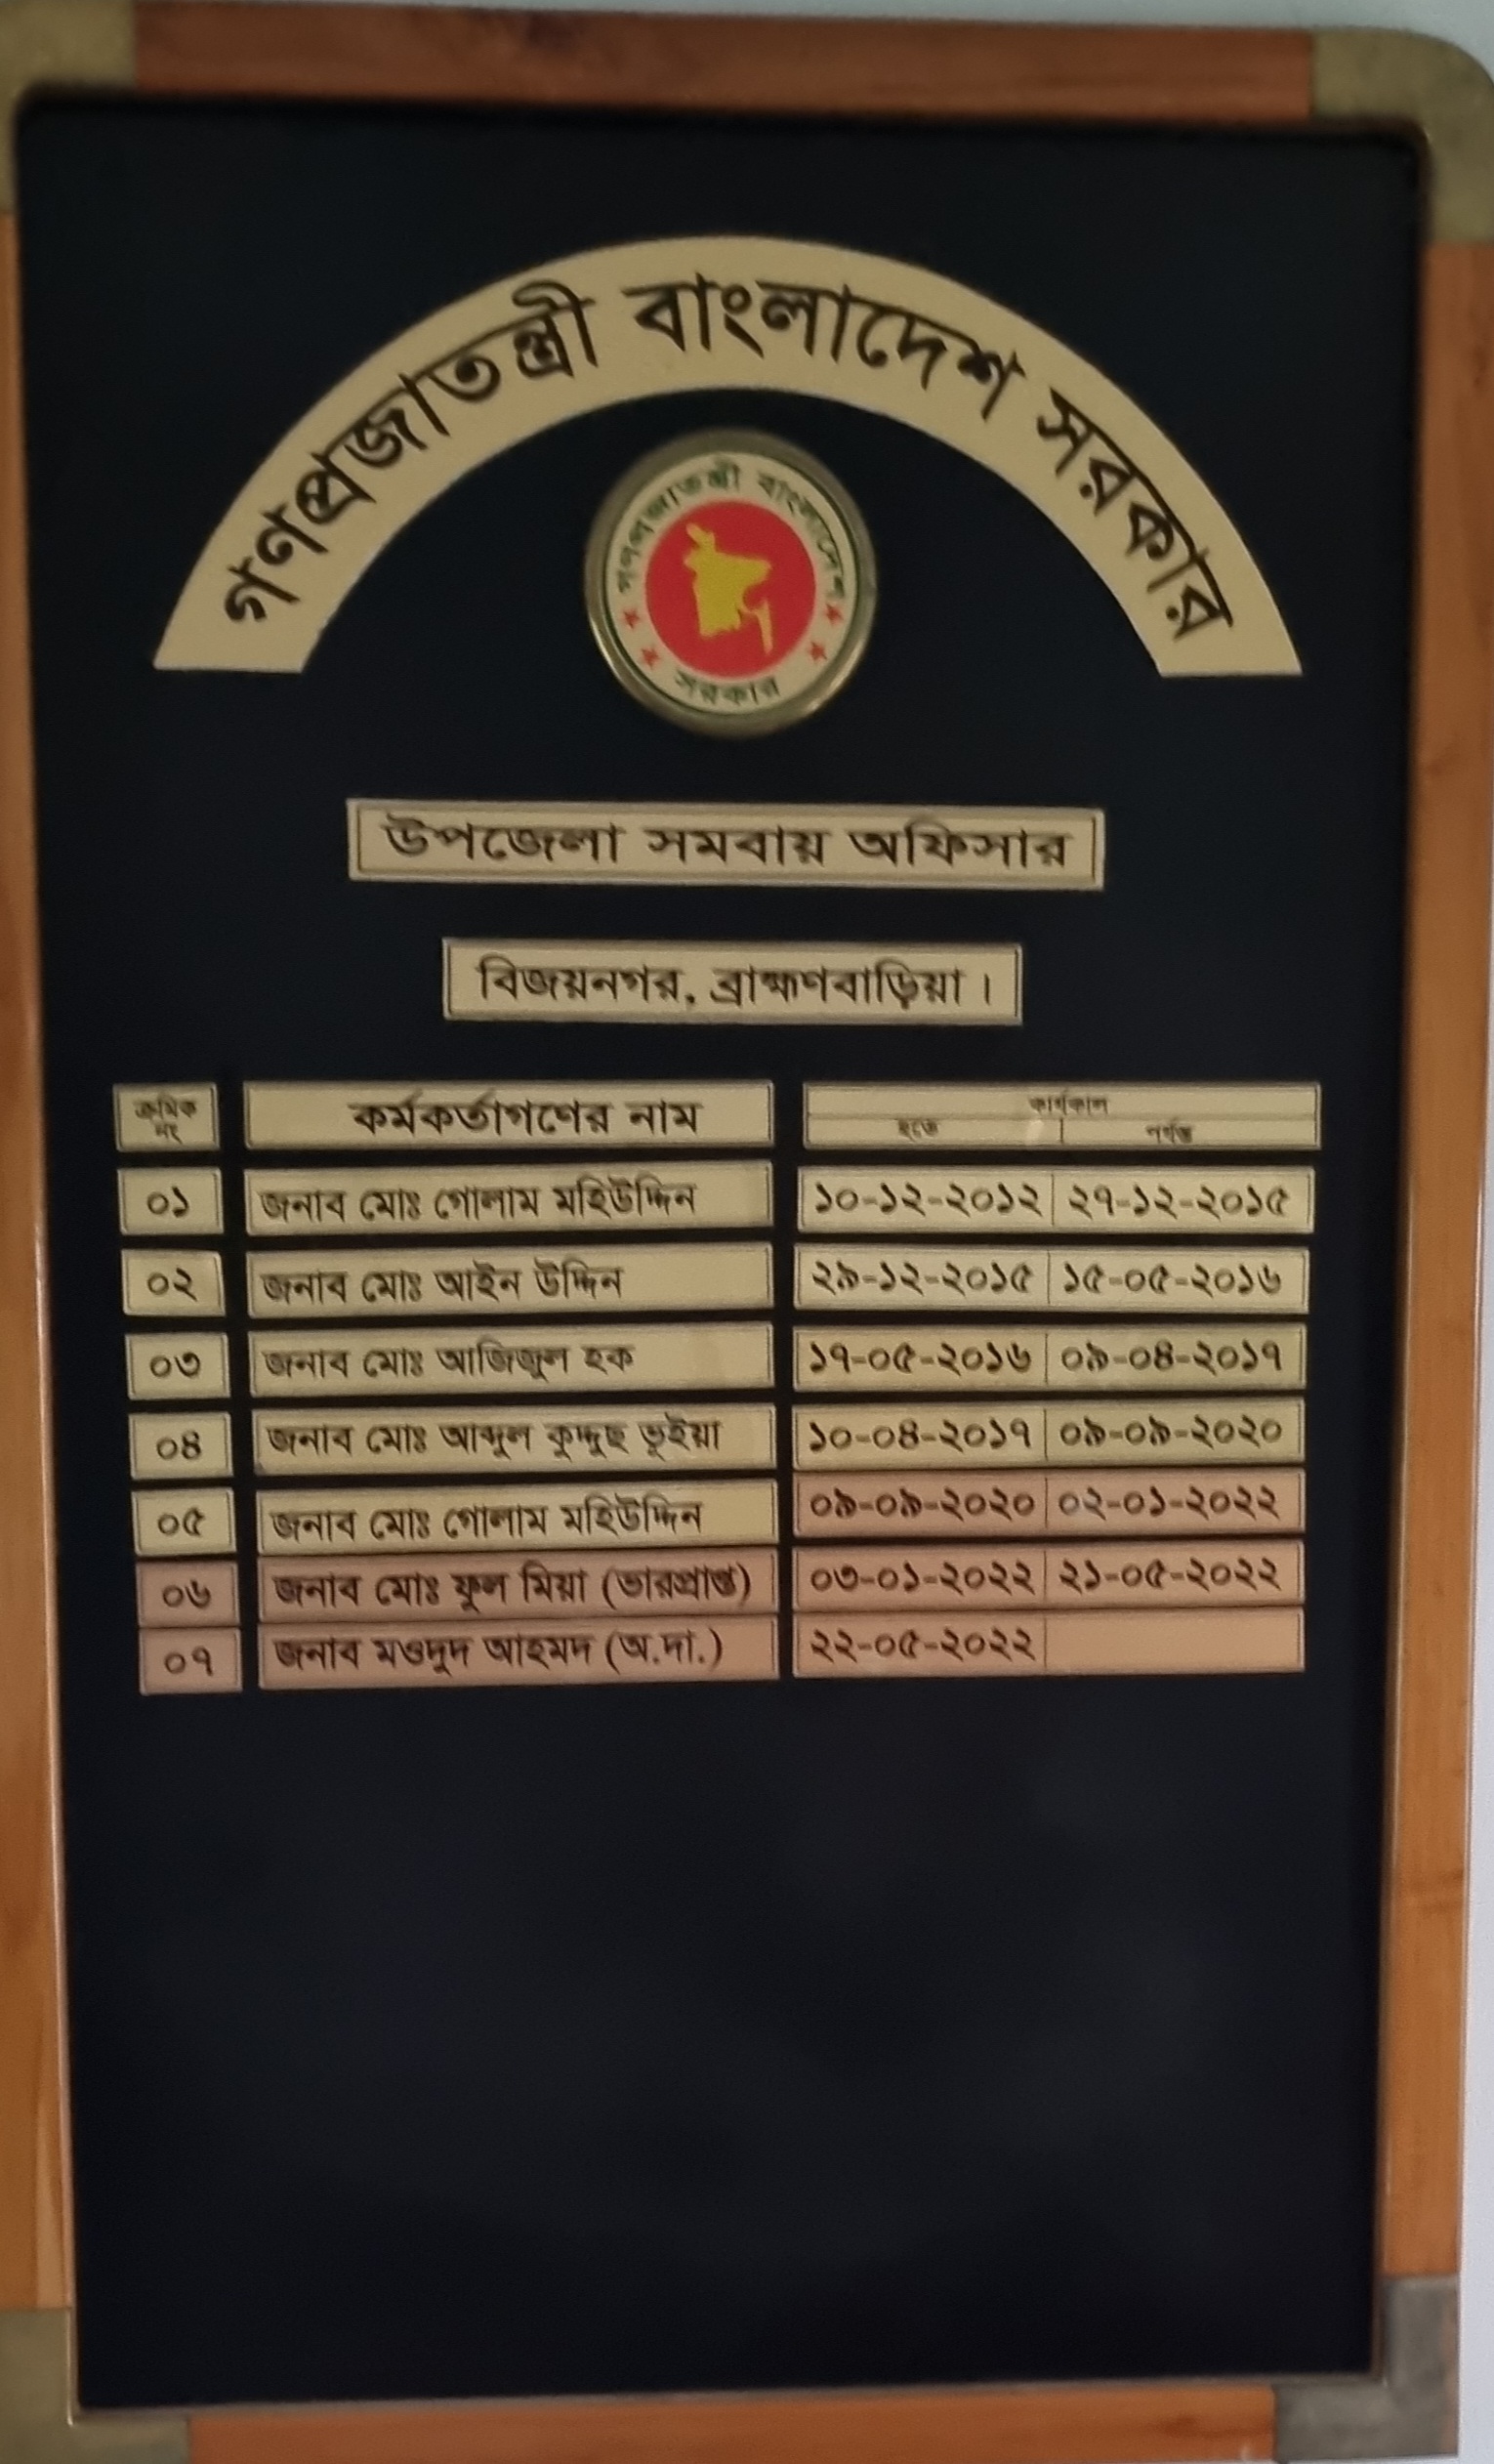 গণপ্রজাতন্ত্রী বাংলাদেশ সরকার
গণপ্রজাতন্ত্রী বাংলাদেশ
সরকার
উপজেলা সমবায় অফিসার
বিজয়নগর, ব্রাহ্মণবাড়িয়া।
ক্রমিক নং কর্মকর্তাগণের নাম কার্যকাল
হতে পর্যন্ত
০১ জনাব মোঃ গোলাম মহিউদ্দিন ১০-১২-২০১২ ২৭-১২-২০১৫
০২ জনাব মোঃ আইন উদ্দিন ২৯-১২-২০১৫ ১৫-০৫-২০১৬
০৩ জনাব মোঃ আজিজুল হক ১৭-০৫-২০১৬ ০৯-০৪-২০১৭
০৪ জনাব মোঃ আব্দুল কুদ্দুছ ভূইয়া ১০-০৪-২০১৭ ০৯-০৯-২০২০
০৫ জনাব মোঃ গোলাম মহিউদ্দিন ০৯-০৯-২০২০ ০২-০১-২০২২
০৬ জনাব মোঃ ফুল মিয়া (ভারপ্রাপ্ত) ০৩-০১-২০২২ ২১-০৫-২০২২
০৭ জনাব মওদুদ আহমদ (অ.দা.) ২২-০৫-২০২২